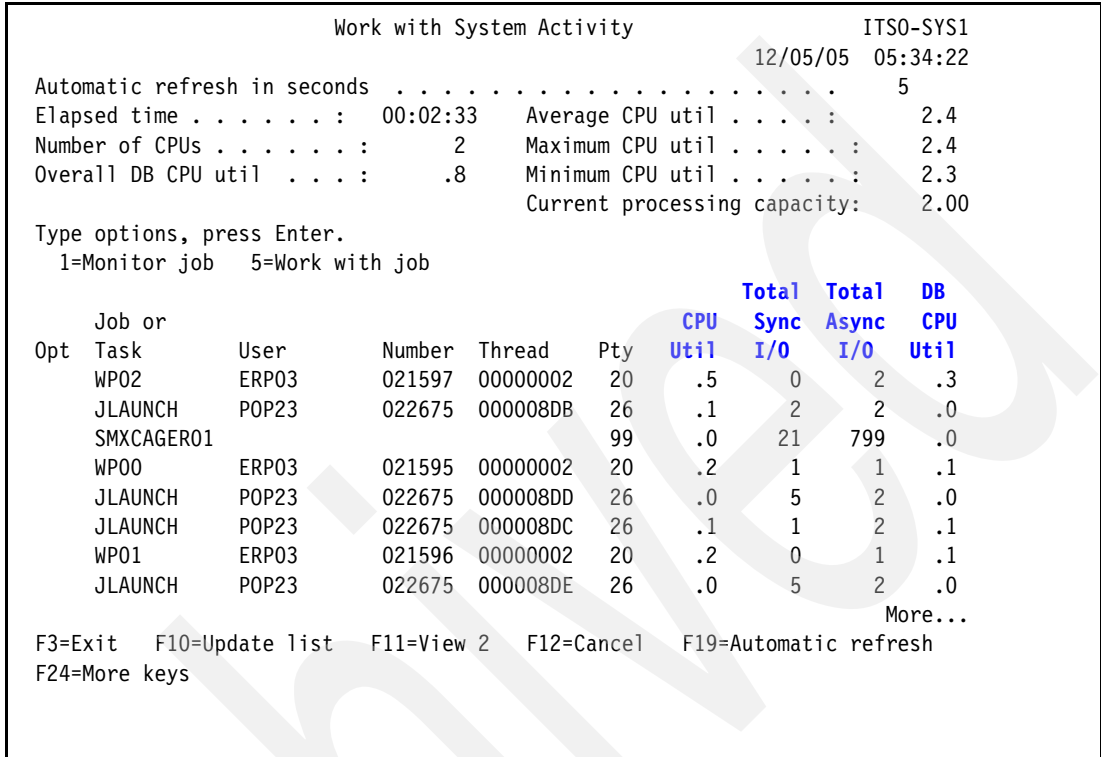 Work with System Activity ITSO-SYS1
12/05/05 05:34:22
Automatic refresh in seconds . . . . . . . . . . . . . . . . . . . 5
Elapsed time . . . . . . : 00:02:33 Average CPU util . . . . : 2.4
Number of CPUs . . . . . . : 2 Maximum CPU util . . . . . : 2.4
Overall DB CPU util . . . : .8 Minimum CPU util . . . . . : 2.3
Current processing capacity: 2.00
Type options, press Enter.
1=Monitor job 5=Work with job
Total Total DB
Job or CPU Sync Async CPU
Opt Task User Number Thread Pty Util I/O I/O Util
WP02 ERP03 021597 00000002 20 .5 0 2 .3
JLAUNCH POP23 022675 000008DB 26 .1 2 2 .0
SMXCAGER01 99 .0 21 799 .0
WP00 ERP03 021595 00000002 20 .2 1 1 .1
JLAUNCH POP23 022675 000008DD 26 .0 5 2 .0
JLAUNCH POP23 022675 000008DC 26 .1 1 2 .1
WP01 ERP03 021596 00000002 20 .2 0 1 .1
JLAUNCH POP23 022675 000008DE 26 .0 5 2 .0
More...
F3=Exit F10=Update list F11=View 2 F12=Cancel F19=Automatic refresh
F24=More keys